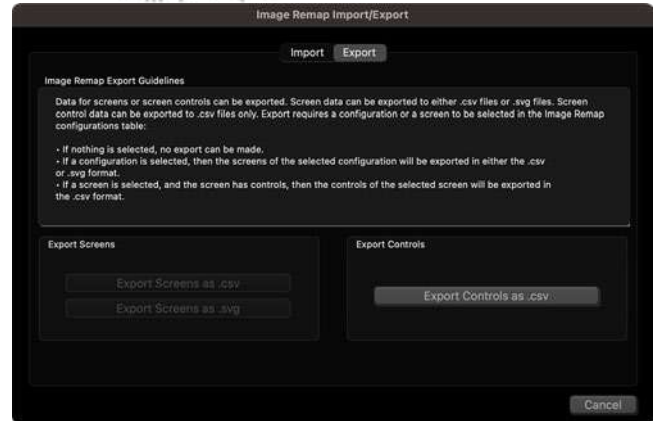 Image Remap Import/Export
Import Export
Image Remap Export Guidelines
Data for screens or screen controls can be exported. Screen data can be exported to either .csv files or .svg files. Screen
control data can be exported to .csv files only. Export requires a configuration or a screen to be selected in the Image Remap
configurations table:
• If nothing is selected, no export can be made.
• If a configuration is selected, then the screens of the selected configuration will be exported in either the .csv
or .svg format.
• If a screen is selected, and the screen has controls, then the controls of the selected screen will be exported in
the .csv format.
Export Screens
Export Screens as .csv
Export Screens as .svg
Export Controls
Export Controls as .csv
Cancel